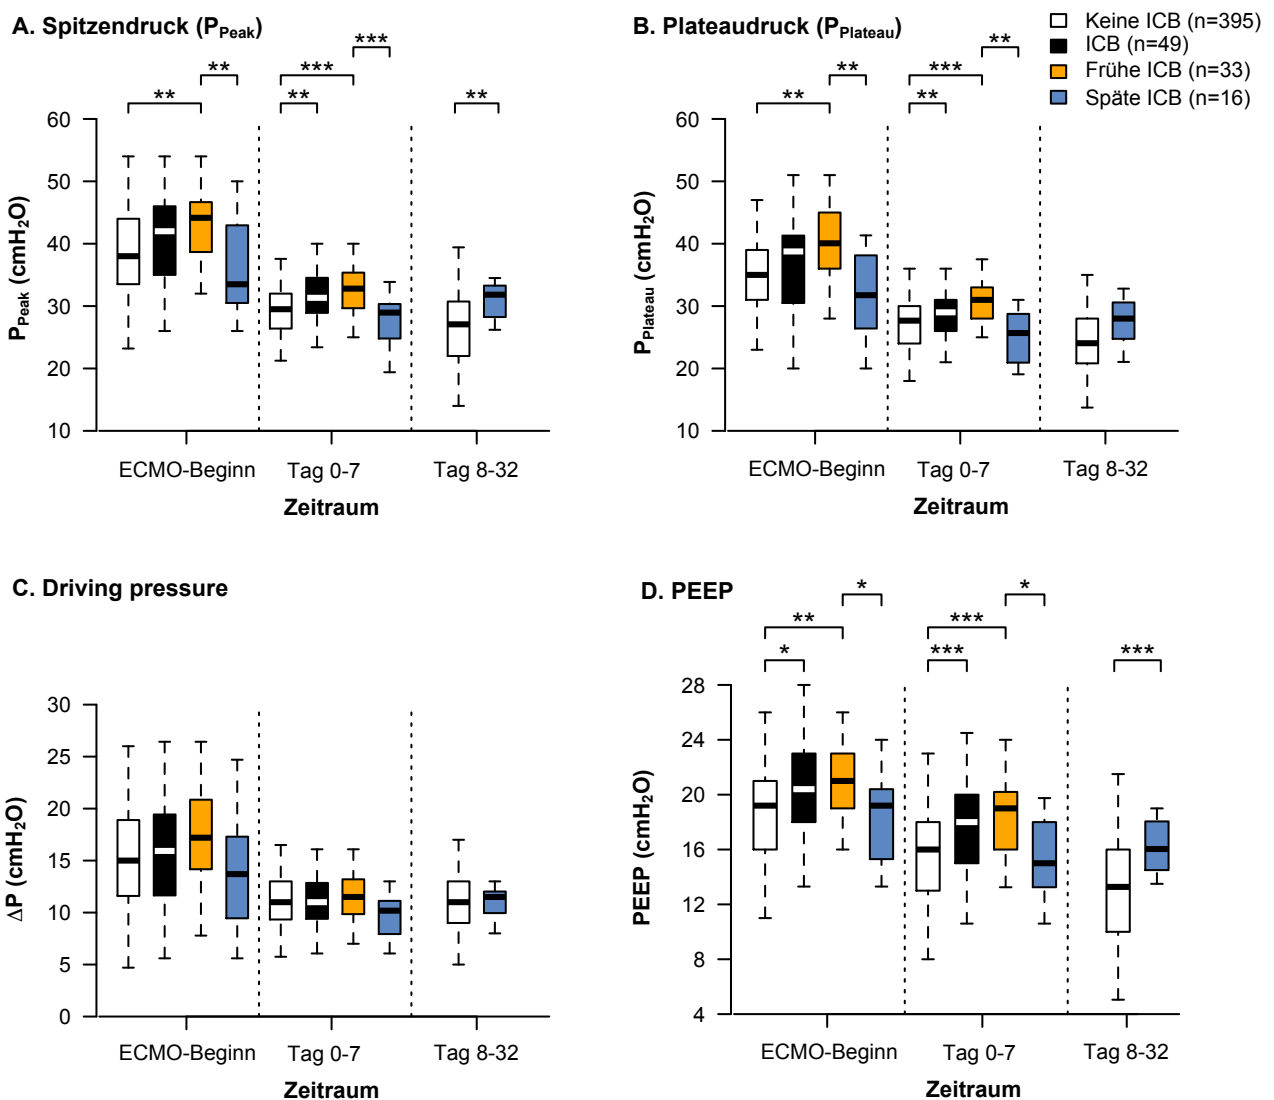 A. Spitzendruck (P_Peak)
***
** *** **
**
**
60
50
40
30
20
10
P_Peak (cmH₂O)
ECMO-Beginn Tag 0-7 Tag 8-32
Zeitraum
B. Plateaudruck (P_Plateau)
Keine ICB (n=395)
ICB (n=49)
Frühe ICB (n=33)
Späte ICB (n=16)
**
** ***
** **
60
50
40
30
20
10
P_Plateau (cmH₂O)
ECMO-Beginn Tag 0-7 Tag 8-32
Zeitraum
C. Driving pressure
30
25
20
15
10
5
0
ΔP (cmH₂O)
ECMO-Beginn Tag 0-7 Tag 8-32
Zeitraum
D. PEEP
* *
** ***
* *** ***
28
24
20
16
12
8
4
PEEP (cmH₂O)
ECMO-Beginn Tag 0-7 Tag 8-32
Zeitraum